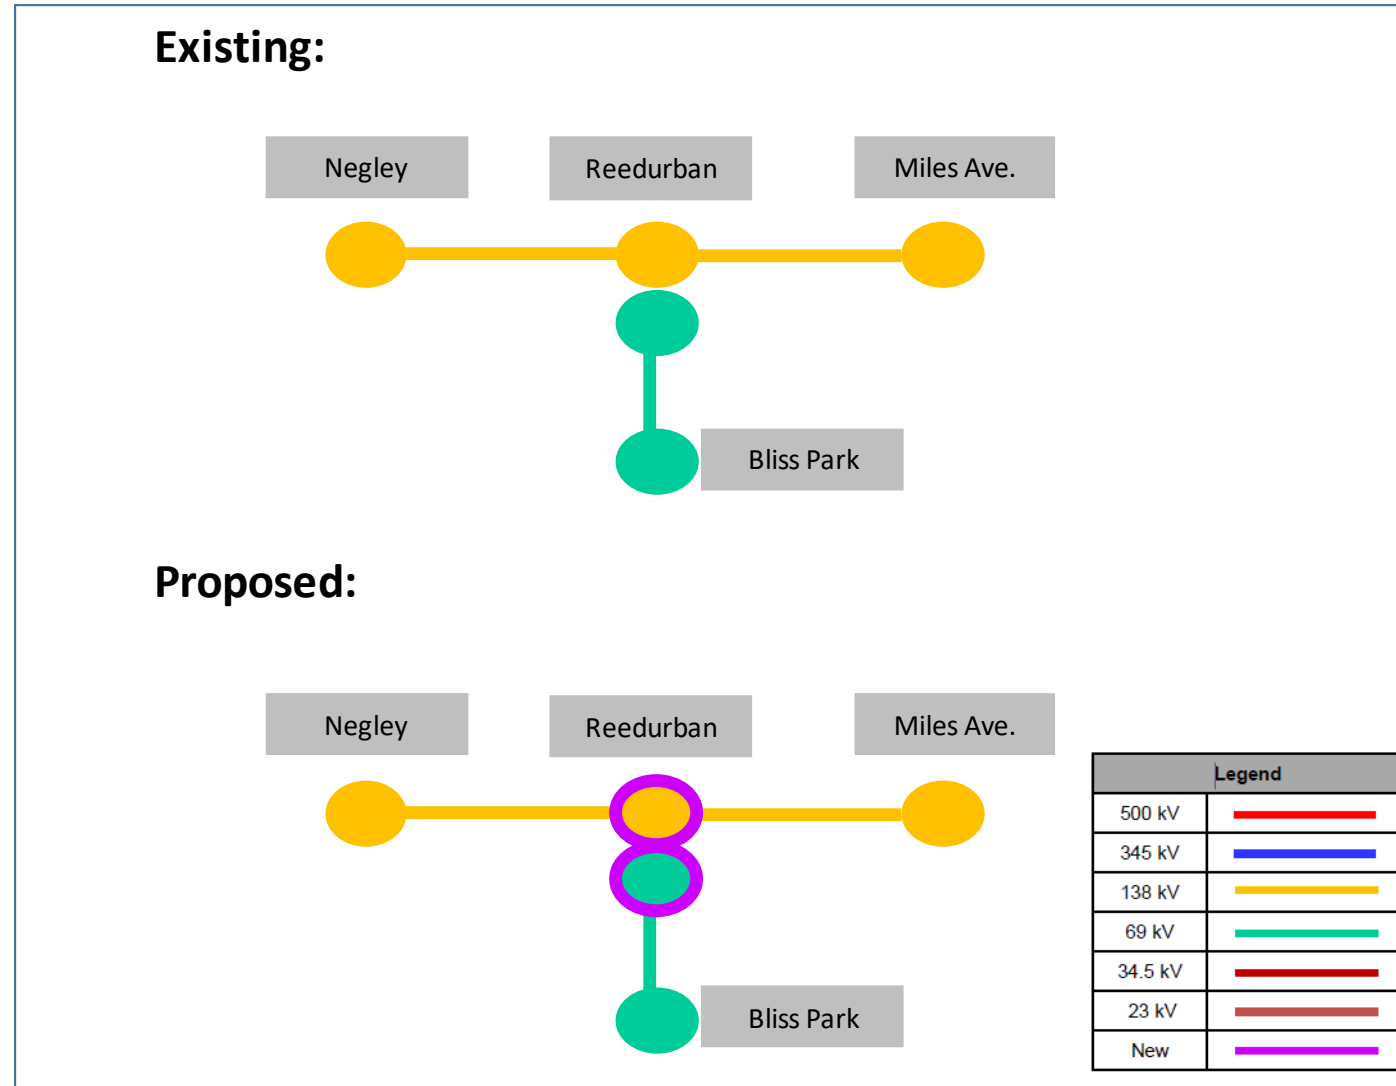 Existing:
Negley
Reedurban
Miles Ave.
Bliss Park
Proposed:
Negley
Reedurban
Miles Ave.
Bliss Park
Legend
500 kV
345 kV
138 kV
69 kV
34.5 kV
23 kV
New